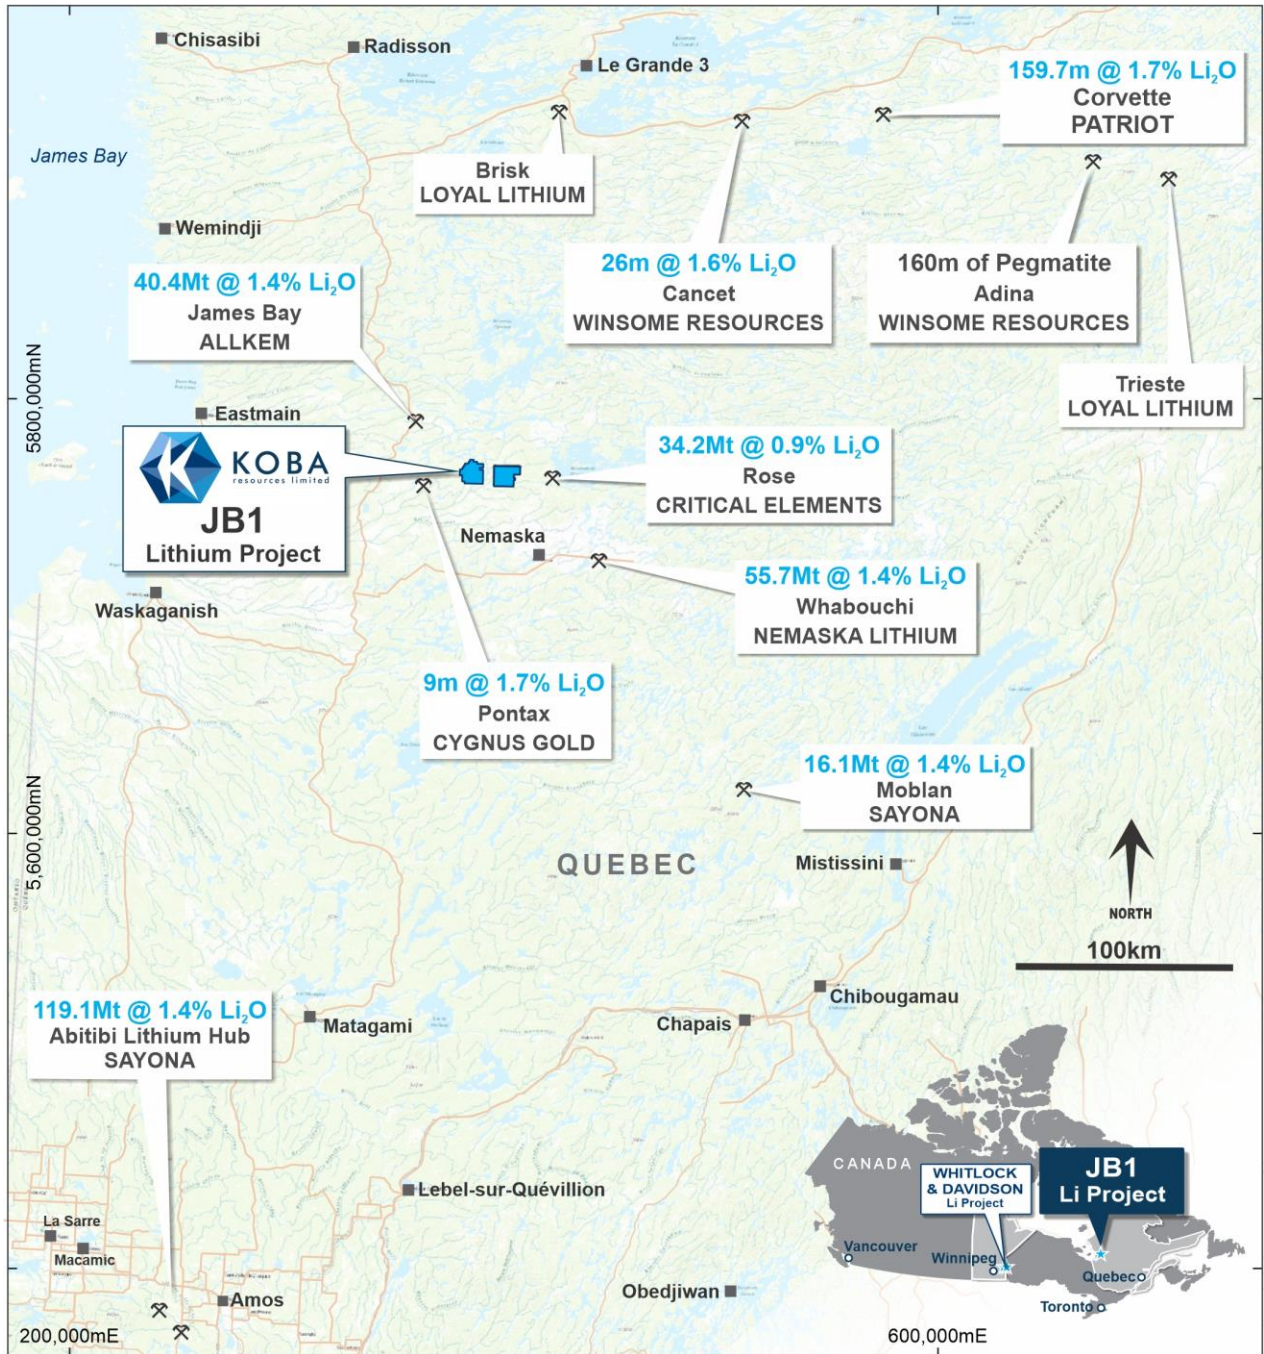 Chisasibi
Radisson
Le Grande 3
159.7m @ 1.7% Li₂O
Corvette
PATRIOT
James Bay
Brisk
LOYAL LITHIUM
Wemindji
40.4Mt @ 1.4% Li₂O
James Bay
ALLKEM
26m @ 1.6% Li₂O
Cancet
WINSOME RESOURCES
160m of Pegmatite
Adina
WINSOME RESOURCES
Trieste
LOYAL LITHIUM
5800,000mN
Eastmain
KOBA
resources limited
JB1
Lithium Project
34.2Mt @ 0.9% Li₂O
Rose
CRITICAL ELEMENTS
Nemaska
55.7Mt @ 1.4% Li₂O
Whabouchi
NEMASKA LITHIUM
Waskaganish
9m @ 1.7% Li₂O
Pontax
CYGNUS GOLD
16.1Mt @ 1.4% Li₂O
Moblan
SAYONA
5,600,000mN
QUEBEC
Mistissini
NORTH
100km
119.1Mt @ 1.4% Li₂O
Abitibi Lithium Hub
SAYONA
Matagami
Chapais
Chibougamau
Lebel-sur-Quévillion
La Sarre
Macamic
Amos
Obedjiwan
CANADA
WHITLOCK
& DAVIDSON
Li Project
JB1
Li Project
Vancouver
Winnipeg
Quebec
Toronto
200,000mE
600,000mE